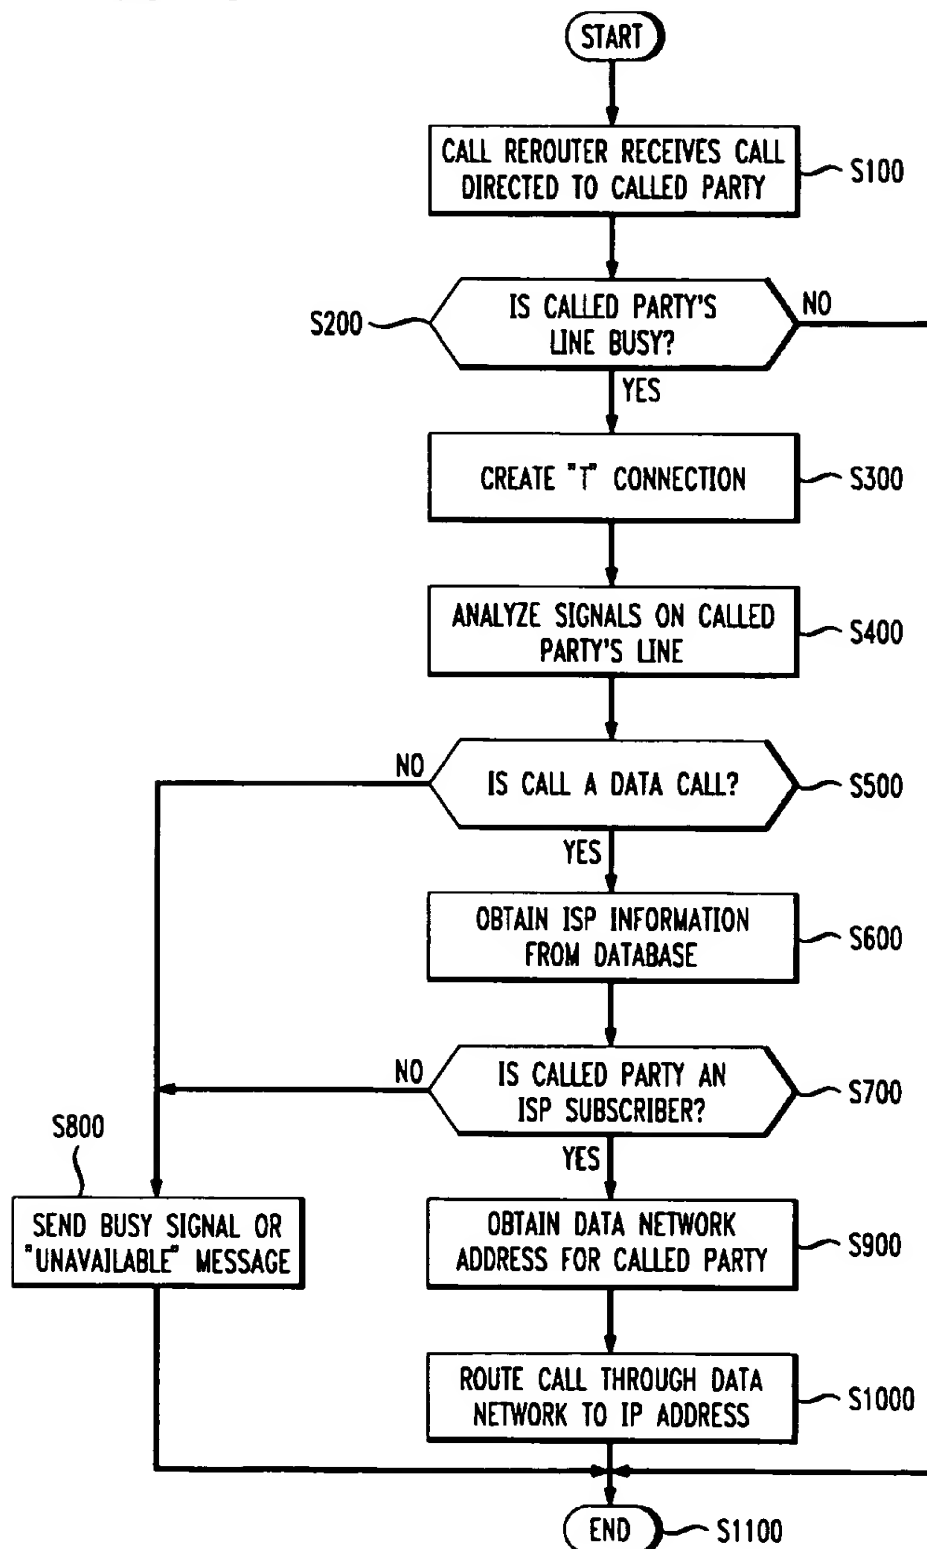 START
CALL REROUTER RECEIVES CALL
DIRECTED TO CALLED PARTY
S100
IS CALLED PARTY'S
LINE BUSY?
S200
NO
YES
CREATE "T" CONNECTION
S300
ANALYZE SIGNALS ON CALLED
PARTY'S LINE
S400
NO
IS CALL A DATA CALL?
S500
YES
OBTAIN ISP INFORMATION
FROM DATABASE
S600
NO
IS CALLED PARTY AN
ISP SUBSCRIBER?
S700
YES
S800
SEND BUSY SIGNAL OR
"UNAVAILABLE" MESSAGE
OBTAIN DATA NETWORK
ADDRESS FOR CALLED PARTY
S900
ROUTE CALL THROUGH DATA
NETWORK TO IP ADDRESS
S1000
END
S1100